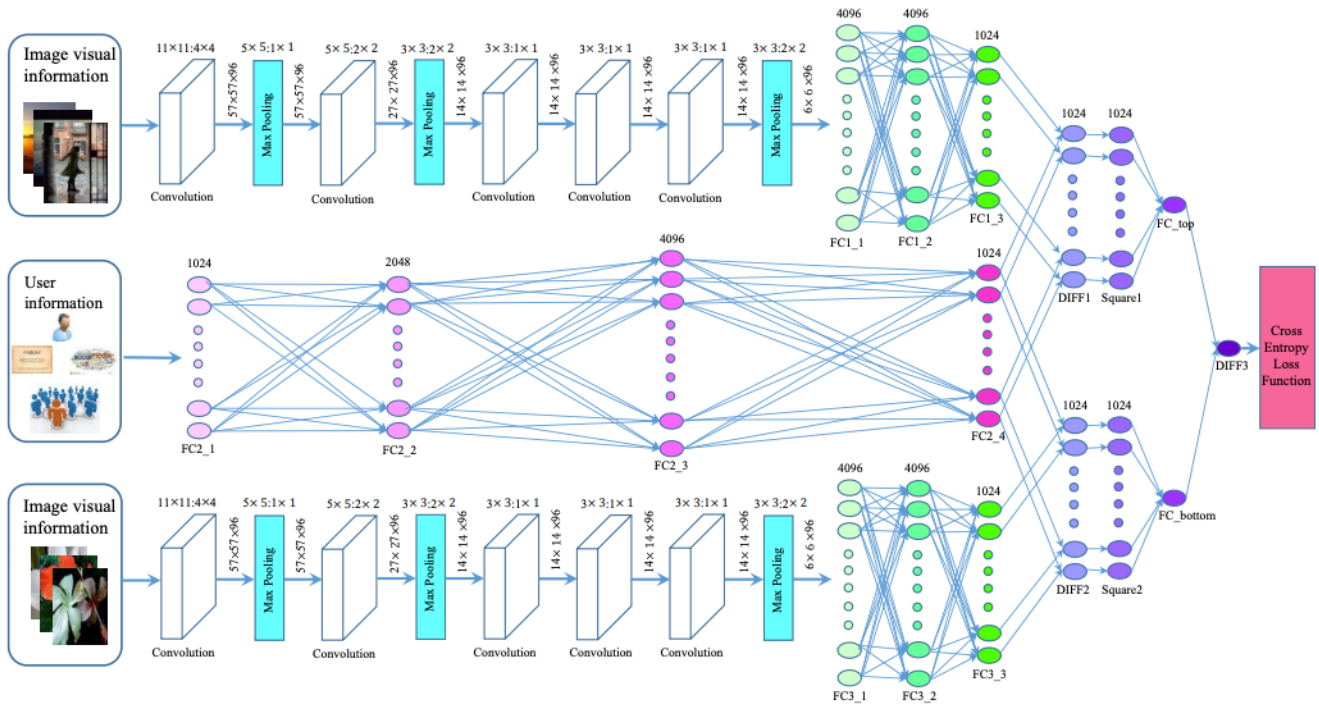 Image visual
information
11×11:4×4
Convolution
57×57×96
5× 5:1× 1
Max Pooling
57×57×96
5× 5:2× 2
Convolution
27× 27×96
3× 3:2× 2
Max Pooling
14× 14 ×96
3× 3:1× 1
Convolution
14× 14 ×96
3× 3:1× 1
Convolution
14× 14 ×96
3× 3:1× 1
Convolution
14× 14 ×96
3× 3:2× 2
Max Pooling
6× 6 ×96
4096
FC1_1
4096
FC1_2
1024
FC1_3
1024
DIFF1
1024
Square1
FC_top
User
information
socialmedia
1024
FC2_1
2048
FC2_2
4096
FC2_3
1024
FC2_4
DIFF3
Cross
Entropy
Loss
Function
Image visual
information
11×11:4×4
Convolution
57×57×96
5× 5:1× 1
Max Pooling
57×57×96
5× 5:2× 2
Convolution
27× 27×96
3× 3:2× 2
Max Pooling
14× 14 ×96
3× 3:1× 1
Convolution
14× 14 ×96
3× 3:1× 1
Convolution
14× 14 ×96
3× 3:1× 1
Convolution
14× 14 ×96
3× 3:2× 2
Max Pooling
6× 6 ×96
4096
FC3_1
4096
FC3_2
1024
FC3_3
1024
DIFF2
1024
Square2
FC_bottom